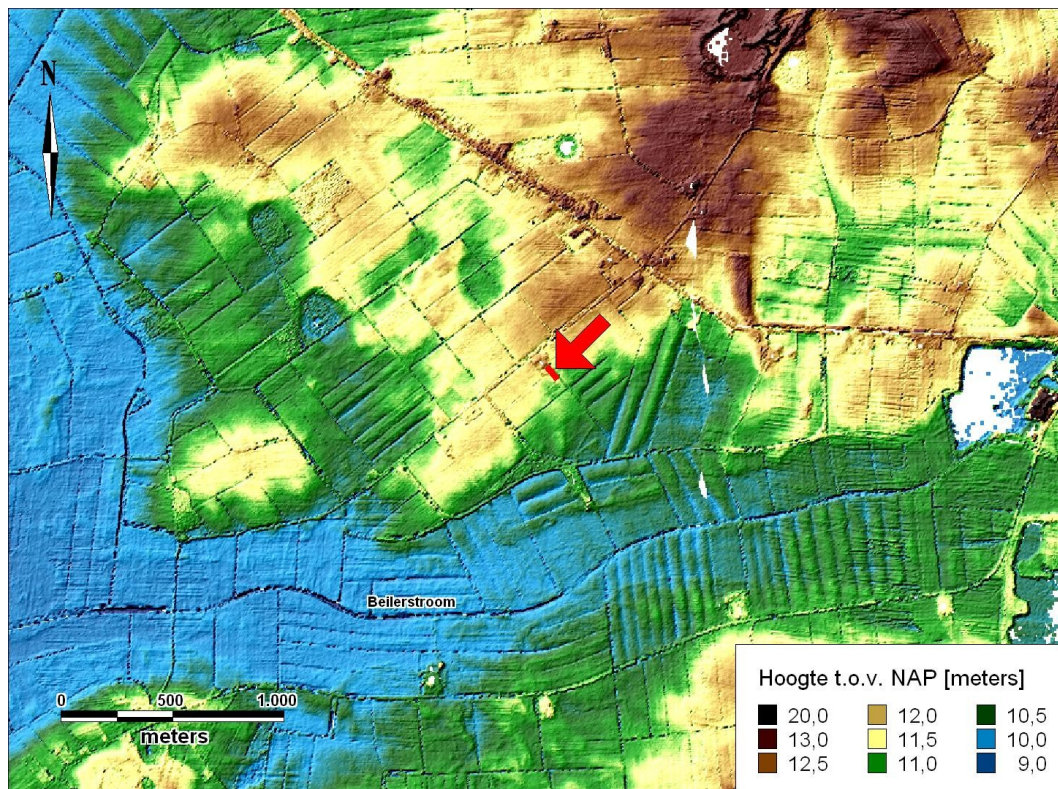 N
Beilerstroom
0 500 1.000
meters
Hoogte t.o.v. NAP [meters]
20,0 12,0 10,5
13,0 11,5 10,0
12,5 11,0 9,0